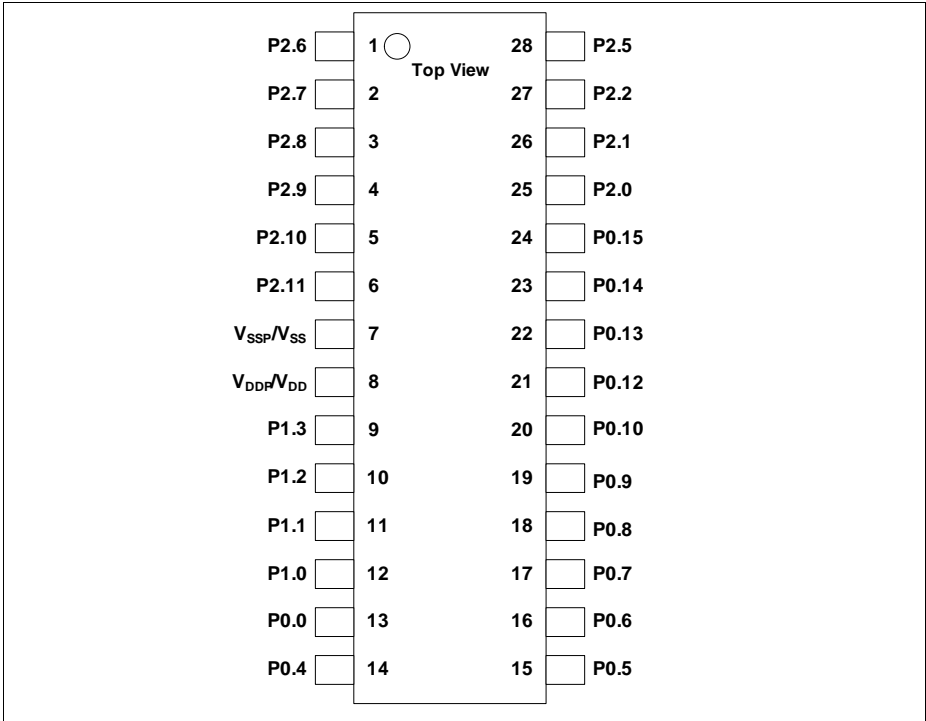 P2.6 1 28 P2.5
Top View
P2.7 2 27 P2.2
P2.8 3 26 P2.1
P2.9 4 25 P2.0
P2.10 5 24 P0.15
P2.11 6 23 P0.14
VSSP/VSS 7 22 P0.13
VDDP/VDD 8 21 P0.12
P1.3 9 20 P0.10
P1.2 10 19 P0.9
P1.1 11 18 P0.8
P1.0 12 17 P0.7
P0.0 13 16 P0.6
P0.4 14 15 P0.5